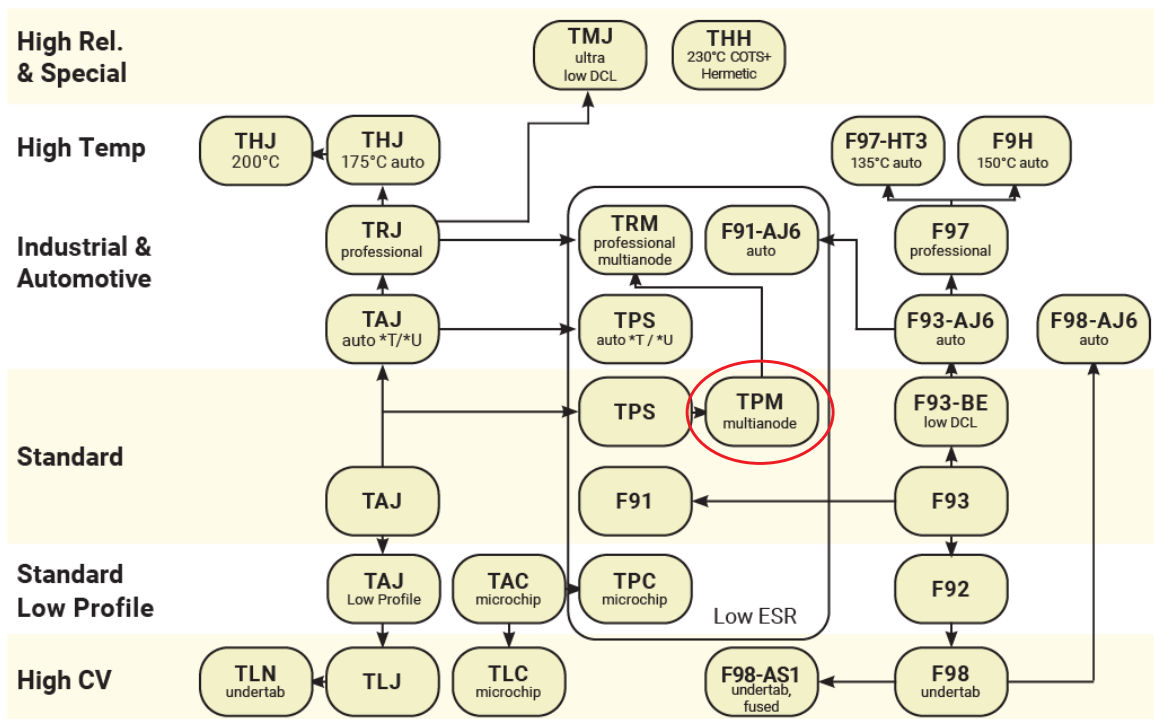 High Rel.
& Special
TMJ
ultra
low DCL
THH
230°C COTS+
Hermetic
High Temp
THJ
200°C
THJ
175°C auto
F97-HT3
135°C auto
F9H
150°C auto
Industrial &
Automotive
TRJ
professional
TRM
professional
multianode
F91-AJ6
auto
F97
professional
TAJ
auto *T/*U
TPS
auto *T / *U
F93-AJ6
auto
F98-AJ6
auto
Standard
TPS
TPM
multianode
F93-BE
low DCL
TAJ
F91
F93
Standard
Low Profile
TAJ
Low Profile
TAC
microchip
TPC
microchip
Low ESR
F92
High CV
TLN
undertab
TLJ
TLC
microchip
F98-AS1
undertab,
fused
F98
undertab